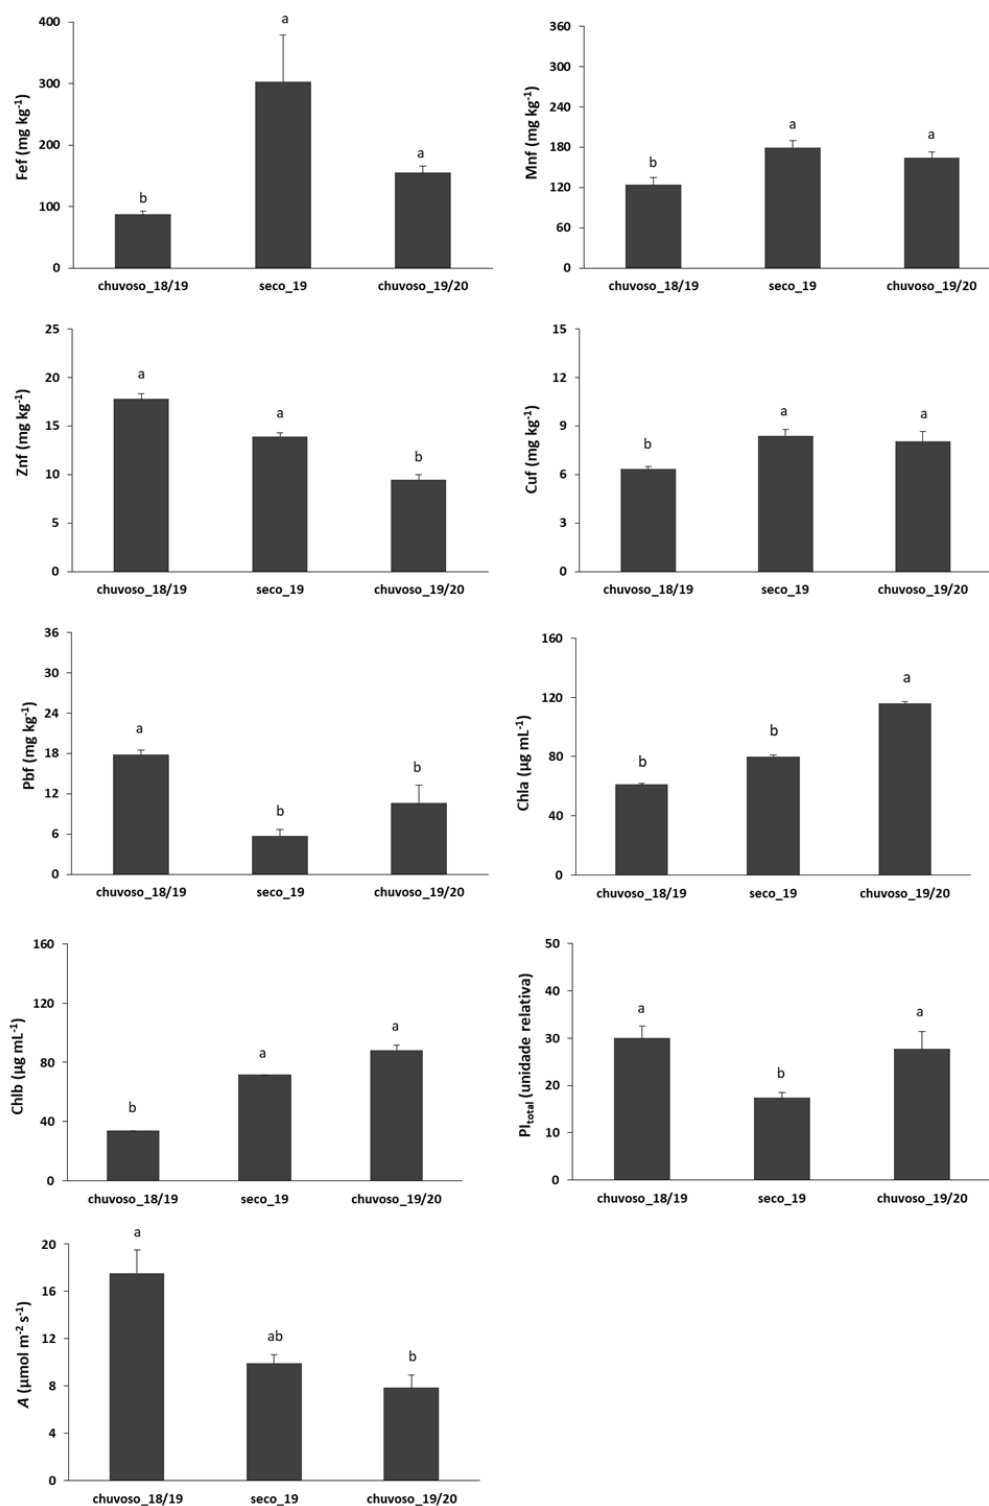 400
300
200
100
0
Fef (mg kg⁻¹)
b
a
a
chuvoso_18/19
seco_19
chuvoso_19/20
360
300
240
180
120
60
0
Mnf (mg kg⁻¹)
b
a
a
chuvoso_18/19
seco_19
chuvoso_19/20
25
20
15
10
5
0
Znf (mg kg⁻¹)
a
a
b
chuvoso_18/19
seco_19
chuvoso_19/20
15
12
9
6
3
0
Cuf (mg kg⁻¹)
b
a
a
chuvoso_18/19
seco_19
chuvoso_19/20
36
30
24
18
12
6
0
Pbf (mg kg⁻¹)
a
b
b
chuvoso_18/19
seco_19
chuvoso_19/20
160
120
80
40
0
Chla (µg mL⁻¹)
b
b
a
chuvoso_18/19
seco_19
chuvoso_19/20
160
120
80
40
0
Chlb (µg mL⁻¹)
b
a
a
chuvoso_18/19
seco_19
chuvoso_19/20
50
40
30
20
10
0
PI_total (unidade relativa)
a
b
a
chuvoso_18/19
seco_19
chuvoso_19/20
20
16
12
8
4
0
A (µmol m⁻² s⁻¹)
a
ab
b
chuvoso_18/19
seco_19
chuvoso_19/20